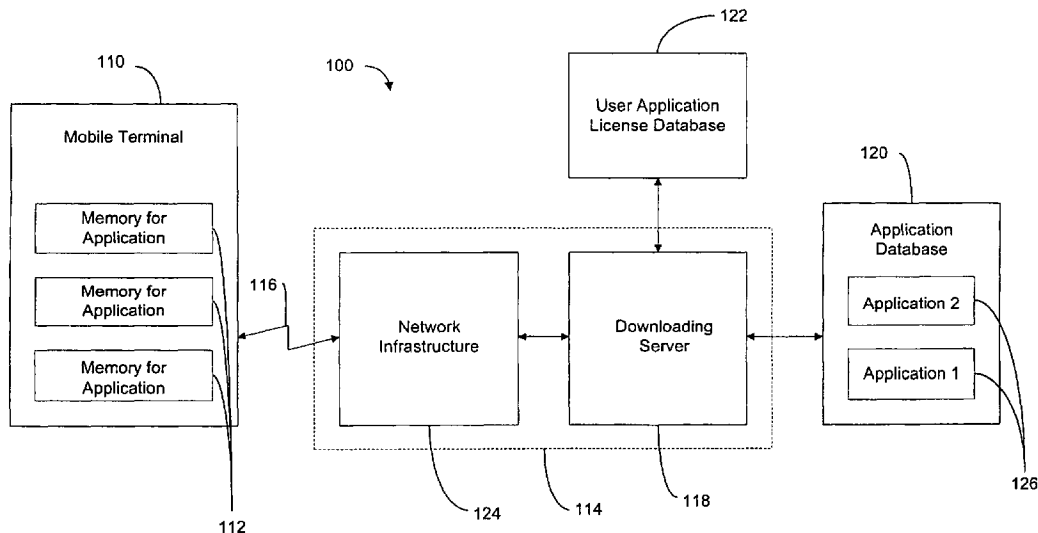 122
110
100
User Application
License Database
Mobile Terminal
120
Memory for
Application
Application
Database
116
Memory for
Application
Network
Infrastructure
Downloading
Server
Application 2
Memory for
Application
Application 1
112
124
114
118
126